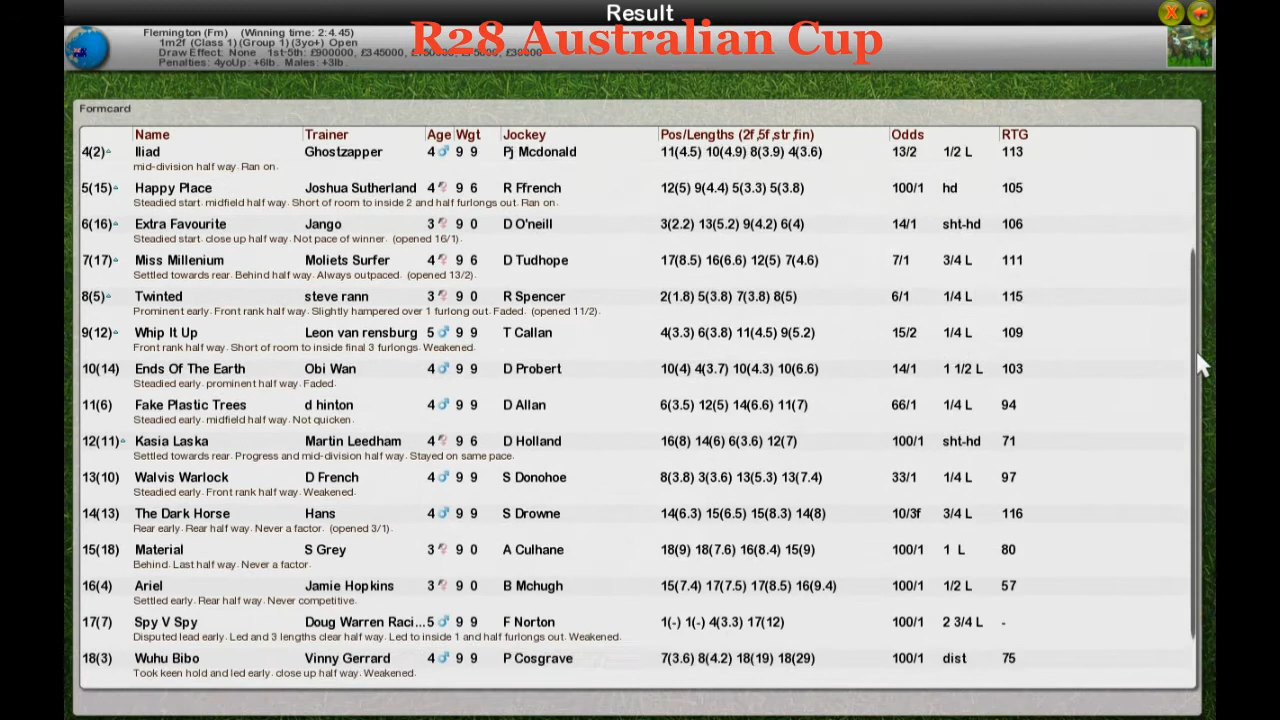 Result
R28 Australian Cup
Flemington (Fm) (Winning time: 2:4.45)
1m2f (Class 1) (Group 1) (3yo+) Open
Draw Effect: None 1st-5th: £900000, £345000,
Penalties: 4yoUp: +6lb. Males: +3lb.
Formcard
Name Trainer Age Wgt Jockey Pos/Lengths (2f,5f,str,fin) Odds RTG
4(2) Iliad Ghostzapper 4♂ 9 9 Pj Mcdonald 11(4.5) 10(4.9) 8(3.9) 4(3.6) 13/2 1/2 L 113
mid-division half way. Ran on.
5(15) Happy Place Joshua Sutherland 4♀ 9 6 R Ffrench 12(5) 9(4.4) 5(3.3) 5(3.8) 100/1 hd 105
Steadied start. midfield half way. Short of room to inside 2 and half furlongs out. Ran on.
6(16) Extra Favourite Jango 3♀ 9 0 D O'neill 3(2.2) 13(5.2) 9(4.2) 6(4) 14/1 sht-hd 106
Steadied start. close up half way. Not pace of winner. (opened 16/1).
7(17) Miss Millenium Moliets Surfer 4♀ 9 6 D Tudhope 17(8.5) 16(6.6) 12(5) 7(4.6) 7/1 3/4 L 111
Settled towards rear. Behind half way. Always outpaced. (opened 13/2).
8(5) Twinted steve rann 3♀ 9 0 R Spencer 2(1.8) 5(3.8) 7(3.8) 8(5) 6/1 1/4 L 115
Prominent early. Front rank half way. Slightly hampered over 1 furlong out. Faded. (opened 11/2).
9(12) Whip It Up Leon van rensburg 5♂ 9 9 T Callan 4(3.3) 6(3.8) 11(4.5) 9(5.2) 15/2 1/4 L 109
Front rank half way. Short of room to inside final 3 furlongs. Weakened.
10(14) Ends Of The Earth Obi Wan 4♂ 9 9 D Probert 10(4) 4(3.7) 10(4.3) 10(6.6) 14/1 1 1/2 L 103
Steadied early. prominent half way. Faded.
11(6) Fake Plastic Trees d hinton 4♂ 9 9 D Allan 6(3.5) 12(5) 14(6.6) 11(7) 66/1 1/4 L 94
Steadied early. midfield half way. Not quicken.
12(11) Kasia Laska Martin Leedham 4♀ 9 6 D Holland 16(8) 14(6) 6(3.6) 12(7) 100/1 sht-hd 71
Settled towards rear. Progress and mid-division half way. Stayed on same pace.
13(10) Walvis Warlock D French 4♂ 9 9 S Donohoe 8(3.8) 3(3.6) 13(5.3) 13(7.4) 33/1 1/4 L 97
Steadied early. Front rank half way. Weakened.
14(13) The Dark Horse Hans 4♂ 9 9 S Drowne 14(6.3) 15(6.5) 15(8.3) 14(8) 10/3f 3/4 L 116
Rear early. Rear half way. Never a factor. (opened 3/1).
15(18) Material S Grey 3♀ 9 0 A Culhane 18(9) 18(7.6) 16(8.4) 15(9) 100/1 1 L 80
Behind. Last half way. Never a factor.
16(4) Ariel Jamie Hopkins 3♀ 9 0 B Mchugh 15(7.4) 17(7.5) 17(8.5) 16(9.4) 100/1 1/2 L 57
Settled early. Rear half way. Never competitive.
17(7) Spy V Spy Doug Warren Raci... 5♂ 9 9 F Norton 1(-) 1(-) 4(3.3) 17(12) 100/1 2 3/4 L -
Disputed lead early. Led and 3 lengths clear half way. Led to inside 1 and half furlongs out. Weakened.
18(3) Wuhu Bibo Vinny Gerrard 4♂ 9 9 P Cosgrave 7(3.6) 8(4.2) 18(19) 18(29) 100/1 dist 75
Took keen hold and led early. close up half way. Weakened.